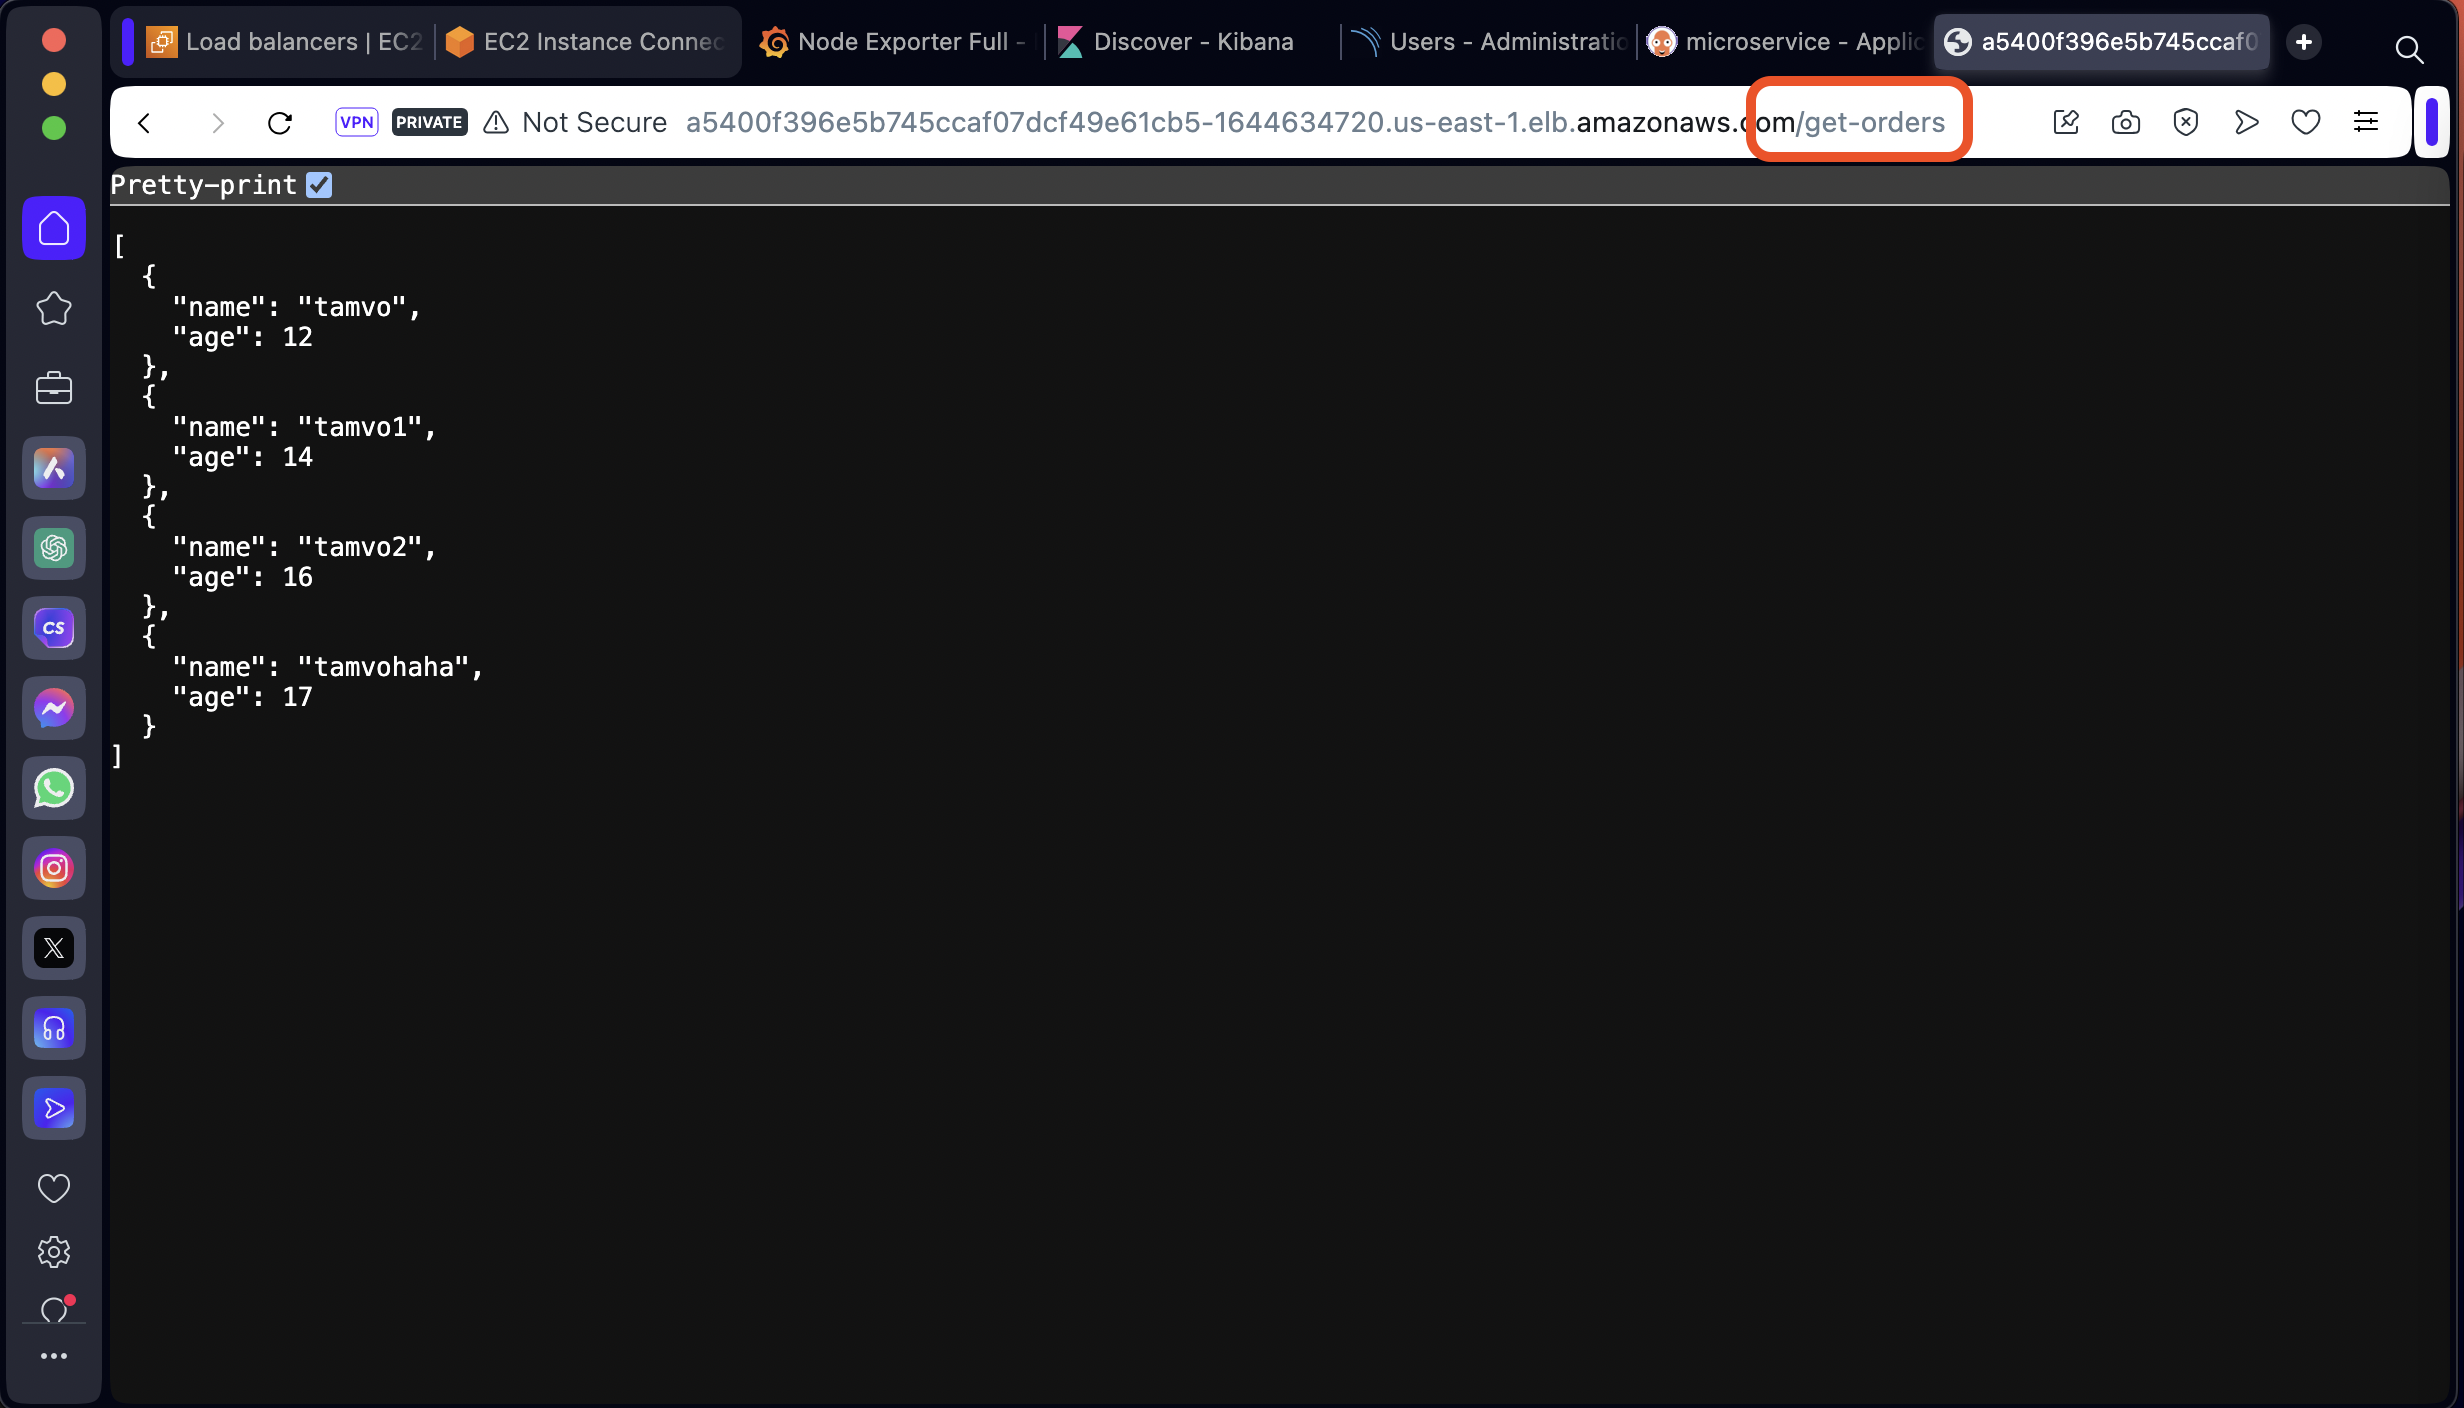 Load balancers | EC2
EC2 Instance Connec
Node Exporter Full -
Discover - Kibana
Users - Administratio
microservice - Applic
a5400f396e5b745ccaf0
VPN PRIVATE Not Secure a5400f396e5b745ccaf07dcf49e61cb5-1644634720.us-east-1.elb.amazonaws.com/get-orders
Pretty-print
[
  {
    "name": "tamvo",
    "age": 12
  },
  {
    "name": "tamvo1",
    "age": 14
  },
  {
    "name": "tamvo2",
    "age": 16
  },
  {
    "name": "tamvohaha",
    "age": 17
  }
]
CS